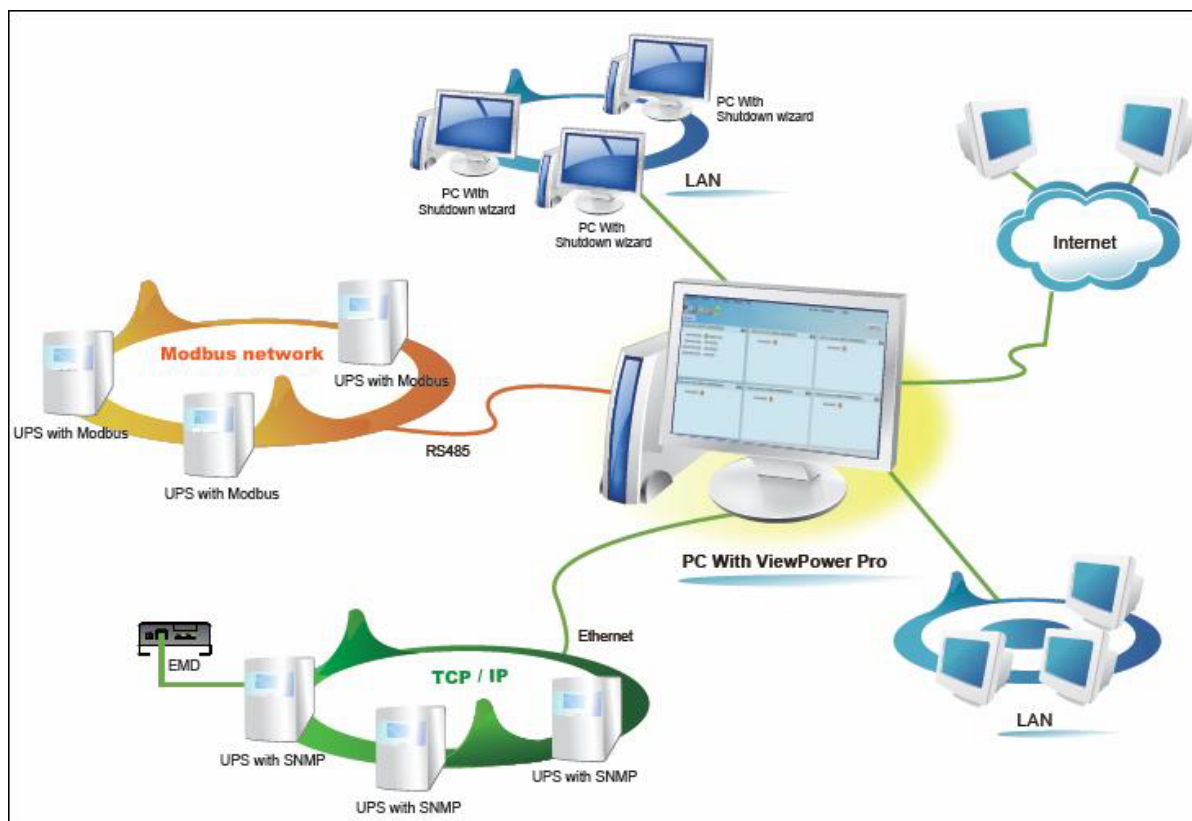 PC With
Shutdown wizard
PC With
Shutdown wizard
PC With
Shutdown wizard
LAN
Internet
Modbus network
UPS with Modbus
UPS with Modbus
UPS with Modbus
RS485
PC With ViewPower Pro
Ethernet
EMD
TCP / IP
UPS with SNMP
UPS with SNMP
UPS with SNMP
LAN